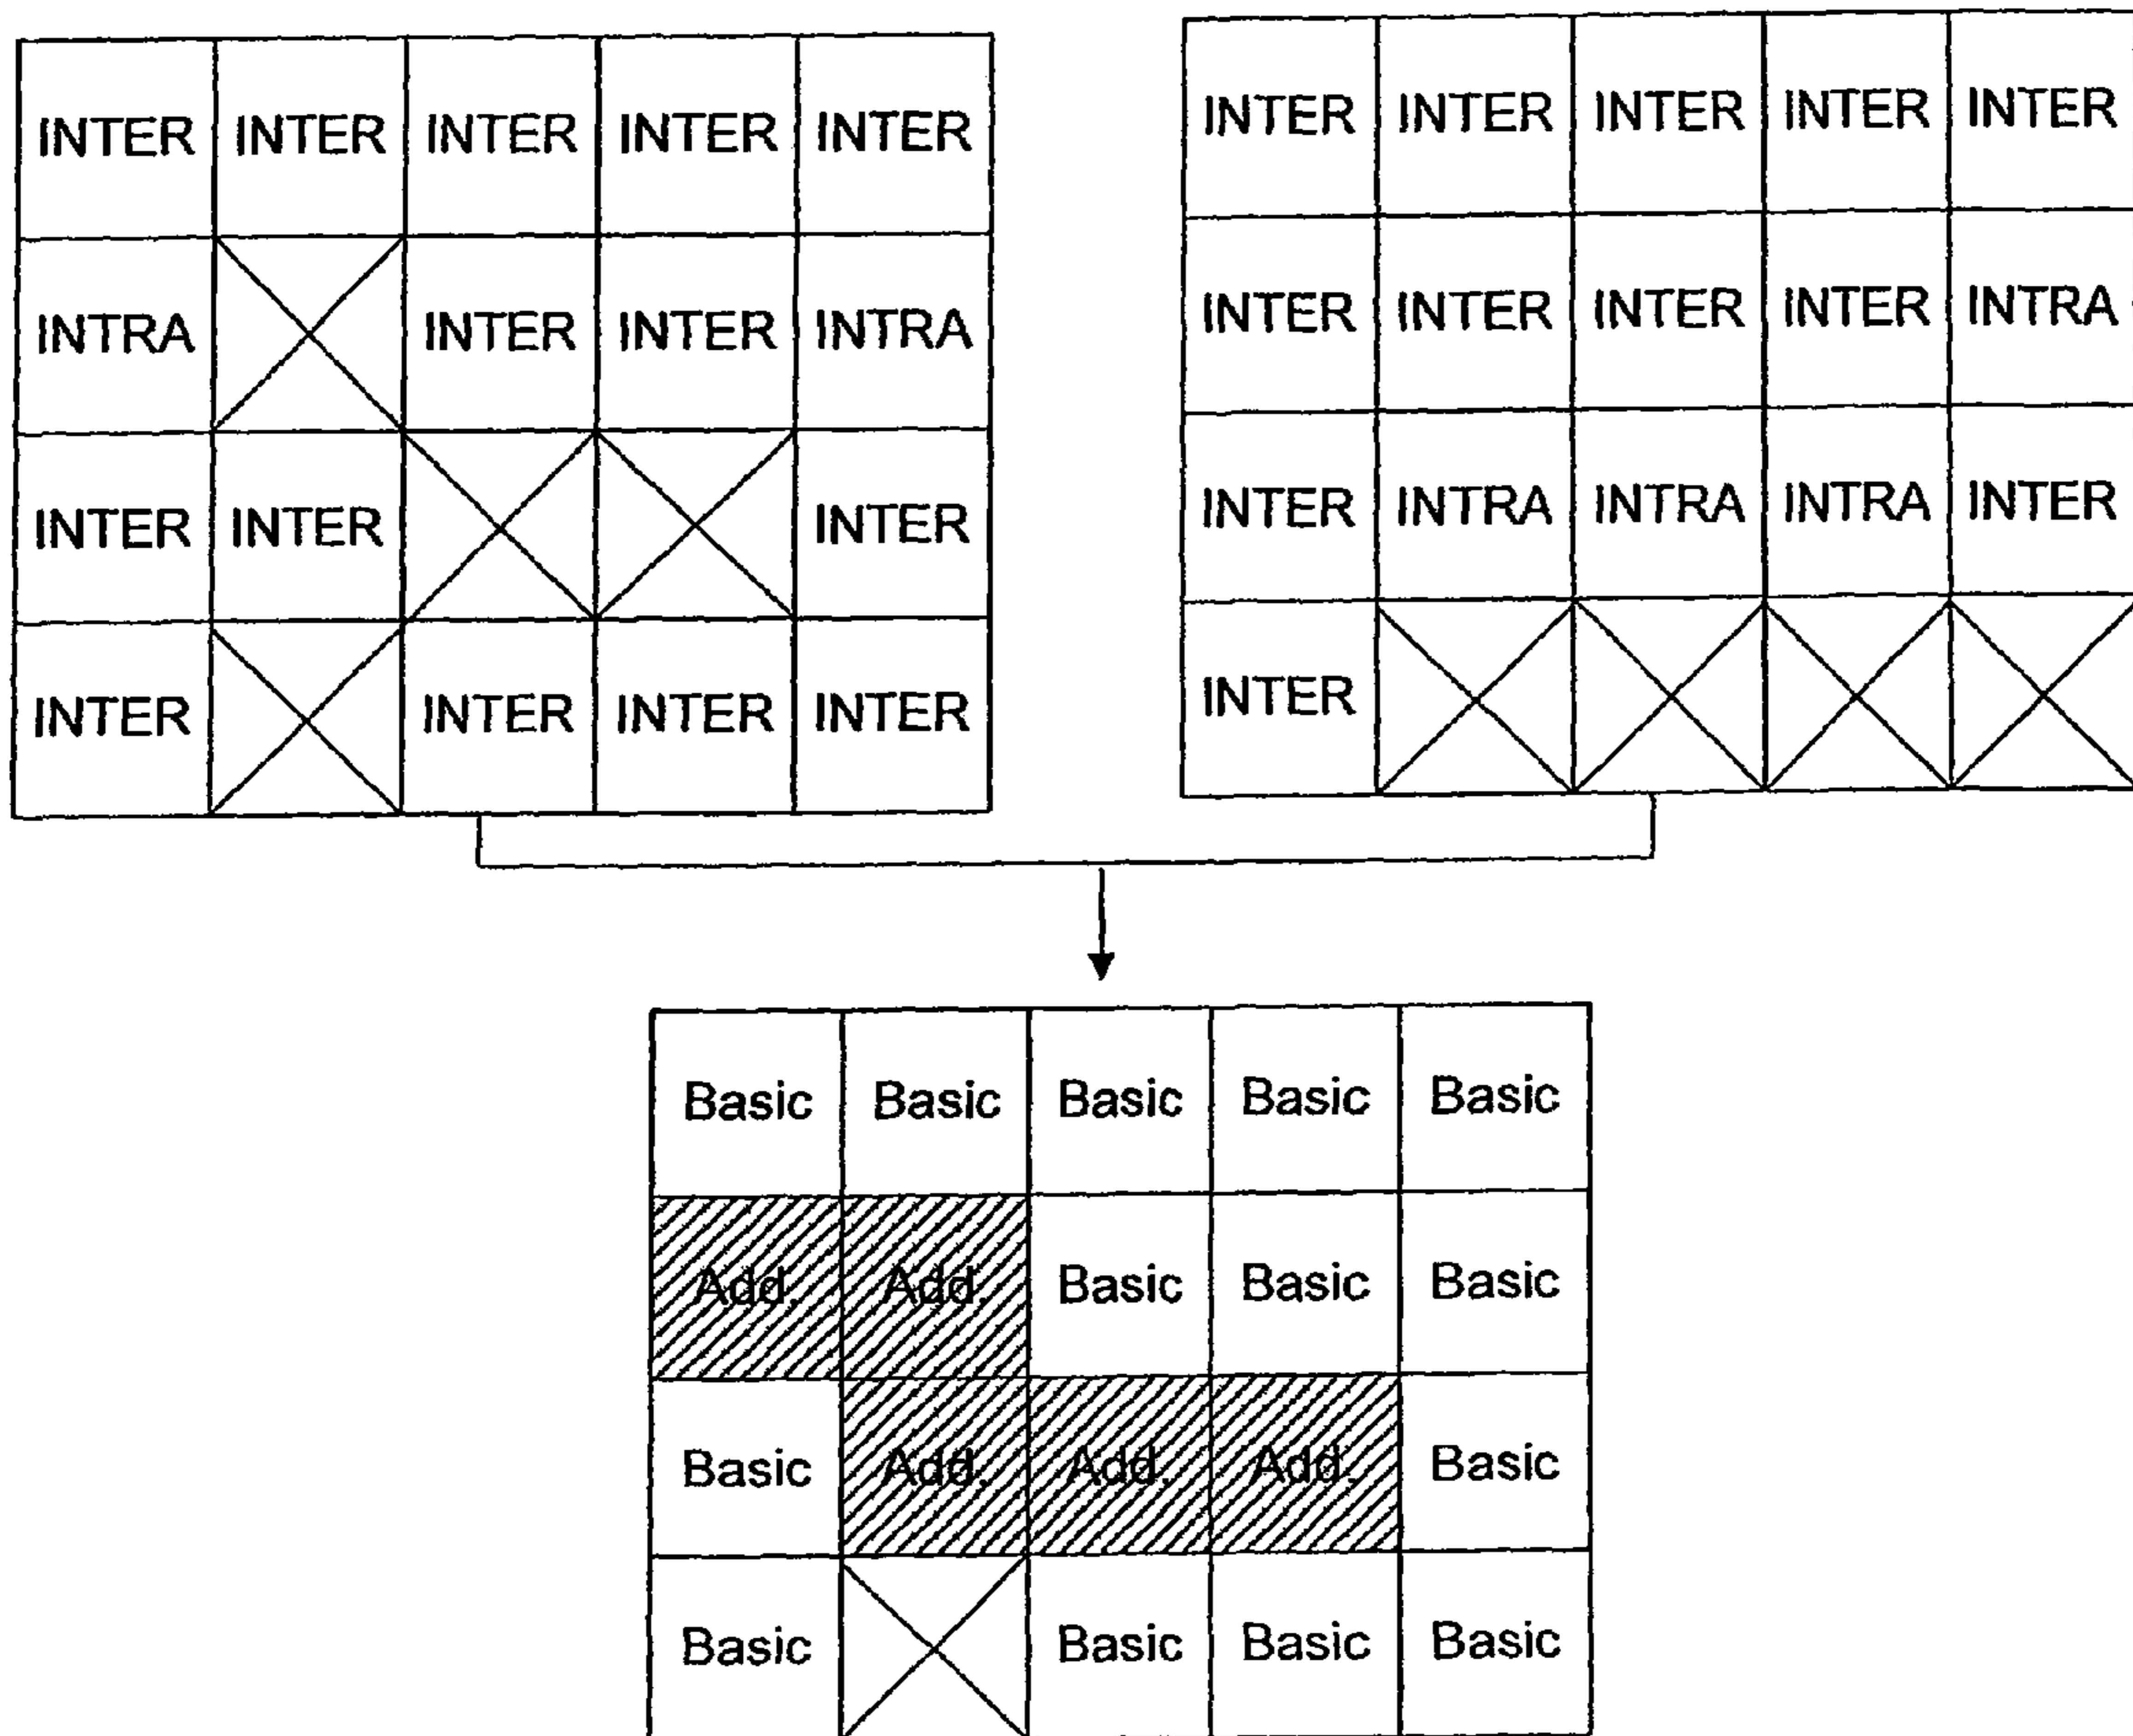 INTER INTER INTER INTER INTER
INTRA INTER INTER INTRA
INTER INTER INTER
INTER INTER INTER INTER
INTER INTER INTER INTER INTER
INTER INTER INTER INTER INTRA
INTER INTRA INTRA INTRA INTER
INTER
Basic Basic Basic Basic Basic
Add. Add. Basic Basic Basic
Basic Add. Add. Add. Basic
Basic Basic Basic Basic